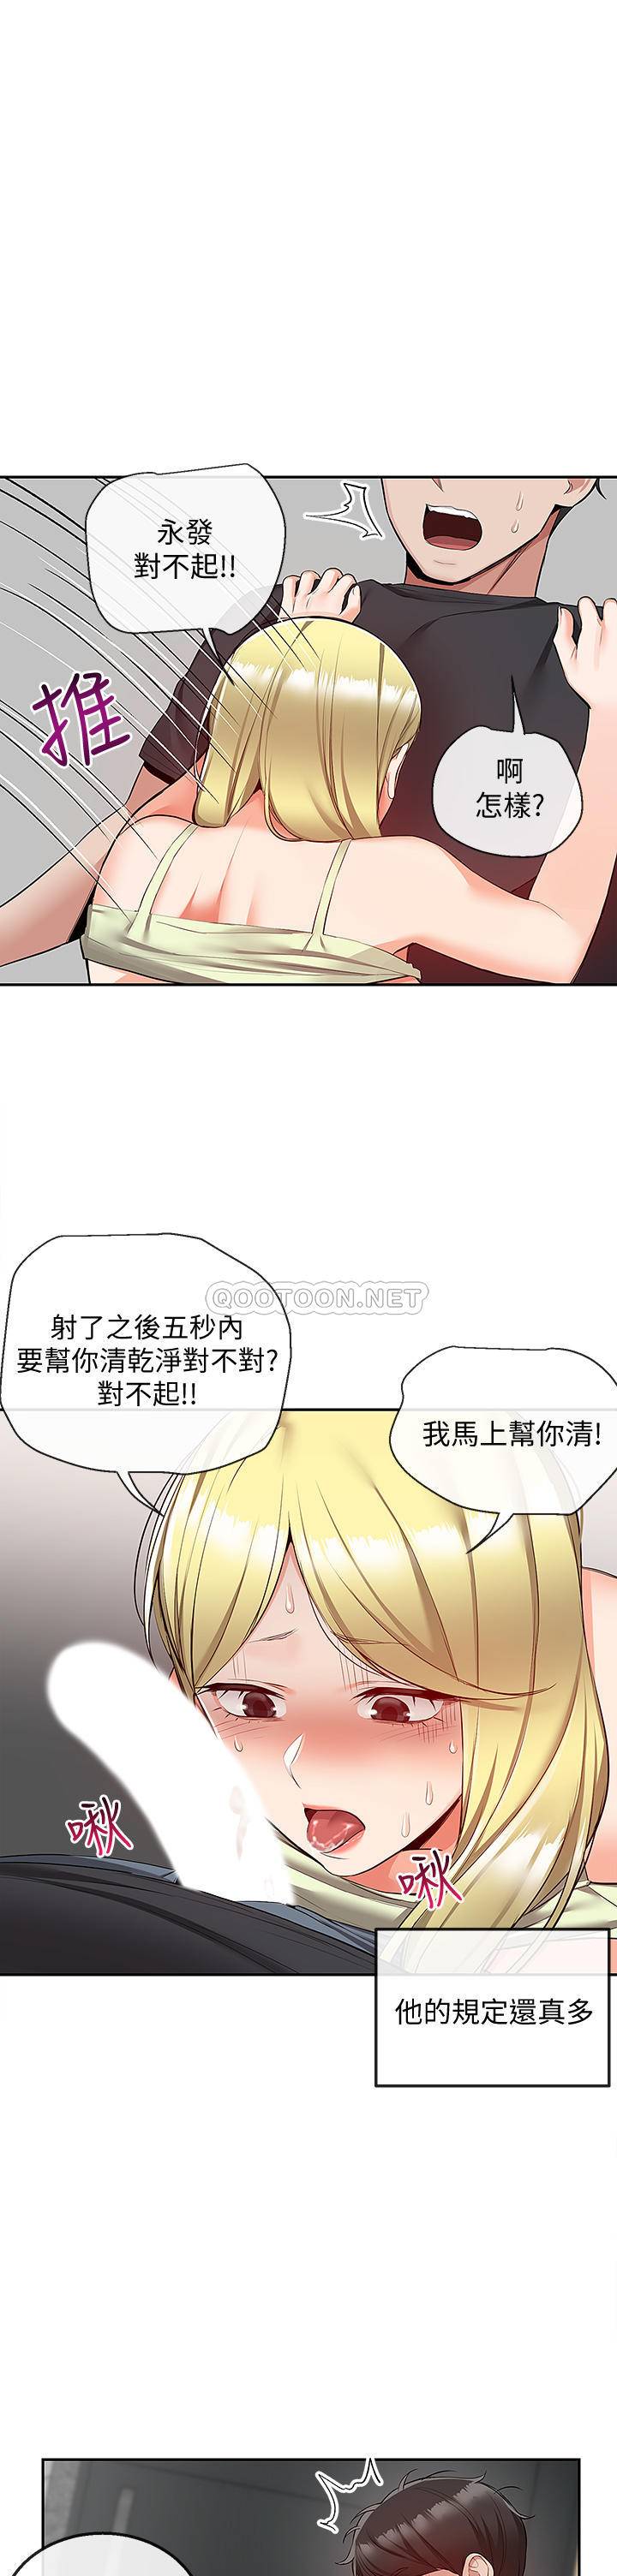 永發
對不起!!
推
啊
怎樣?
QOOTOON.NET
射了之後五秒內
要幫你清乾淨對不對?
對不起!!
我馬上幫你清!
啾
啾
他的規定還真多